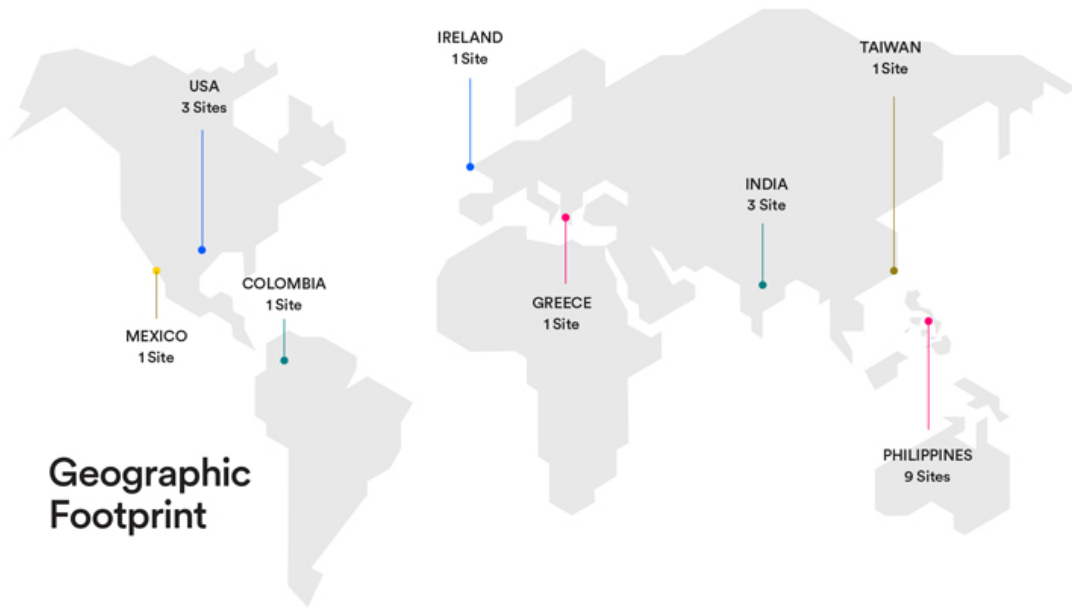 IRELAND
1 Site
TAIWAN
1 Site
USA
3 Sites
INDIA
3 Site
COLOMBIA
1 Site
GREECE
1 Site
MEXICO
1 Site
PHILIPPINES
9 Sites
Geographic
Footprint